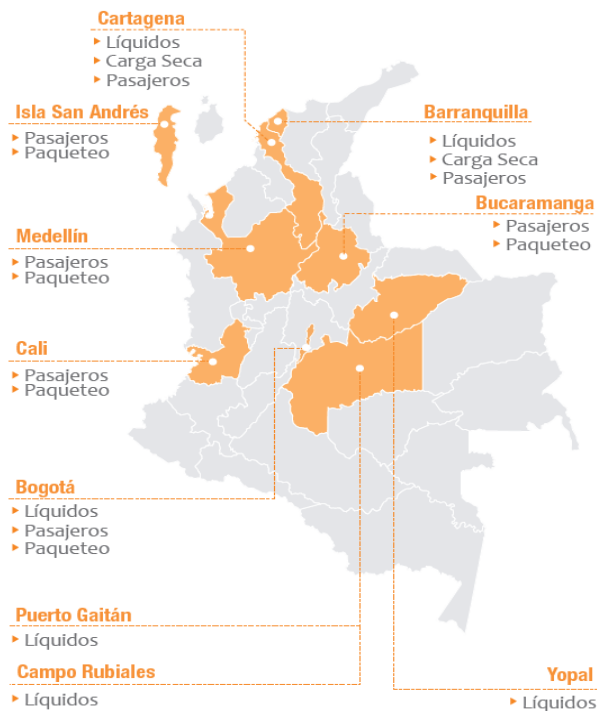 Cartagena
Líquidos
Carga Seca
Pasajeros
Isla San Andrés
Pasajeros
Paqueteo
Barranquilla
Líquidos
Carga Seca
Pasajeros
Bucaramanga
Pasajeros
Paqueteo
Medellín
Pasajeros
Paqueteo
Cali
Pasajeros
Paqueteo
Bogotá
Líquidos
Pasajeros
Paqueteo
Puerto Gaitán
Líquidos
Campo Rubiales
Líquidos
Yopal
Líquidos